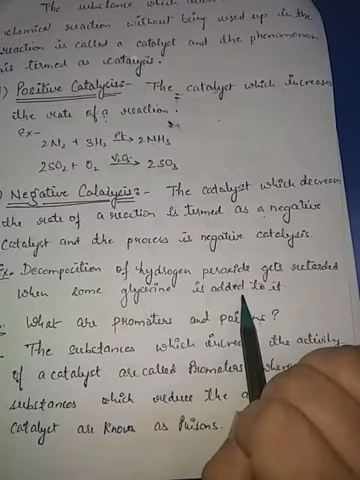 The substance which
chemical reaction without being used up in the
reaction is called a catalyst and the phenomenon
is termed as catalysis.
) Positive Catalysis:- The catalyst which increases
the rate of a reaction.
Ex-
2N2 + 3H2 Pt→ 2NH3
2SO2 + O2 V2O5→ 2SO3
) Negative Catalysis:- The catalyst which decrease
the rate of a reaction is termed as a negative
catalyst and the process is negative catalysis.
Ex- Decomposition of hydrogen peroxide gets retarded
when some glycerine is added to it.
What are promoters and poisons?
The substances which increase the activity
of a catalyst are called Promoters
substances which reduce the
catalyst are known as Poisons.